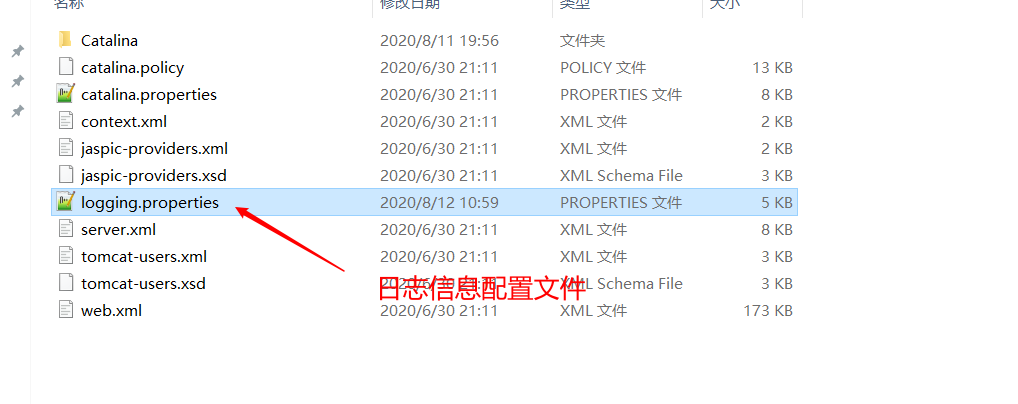 名称 修改日期 类型 大小
Catalina 2020/8/11 19:56 文件夹
catalina.policy 2020/6/30 21:11 POLICY 文件 13 KB
catalina.properties 2020/6/30 21:11 PROPERTIES 文件 8 KB
context.xml 2020/6/30 21:11 XML 文件 2 KB
jaspic-providers.xml 2020/6/30 21:11 XML 文件 2 KB
jaspic-providers.xsd 2020/6/30 21:11 XML Schema File 3 KB
logging.properties 2020/8/12 10:59 PROPERTIES 文件 5 KB
server.xml 2020/6/30 21:11 XML 文件 8 KB
tomcat-users.xml 2020/6/30 21:11 XML 文件 3 KB
tomcat-users.xsd 2020/6/30 21:11 XML Schema File 3 KB
日志信息配置文件
web.xml 2020/6/30 21:11 XML 文件 173 KB